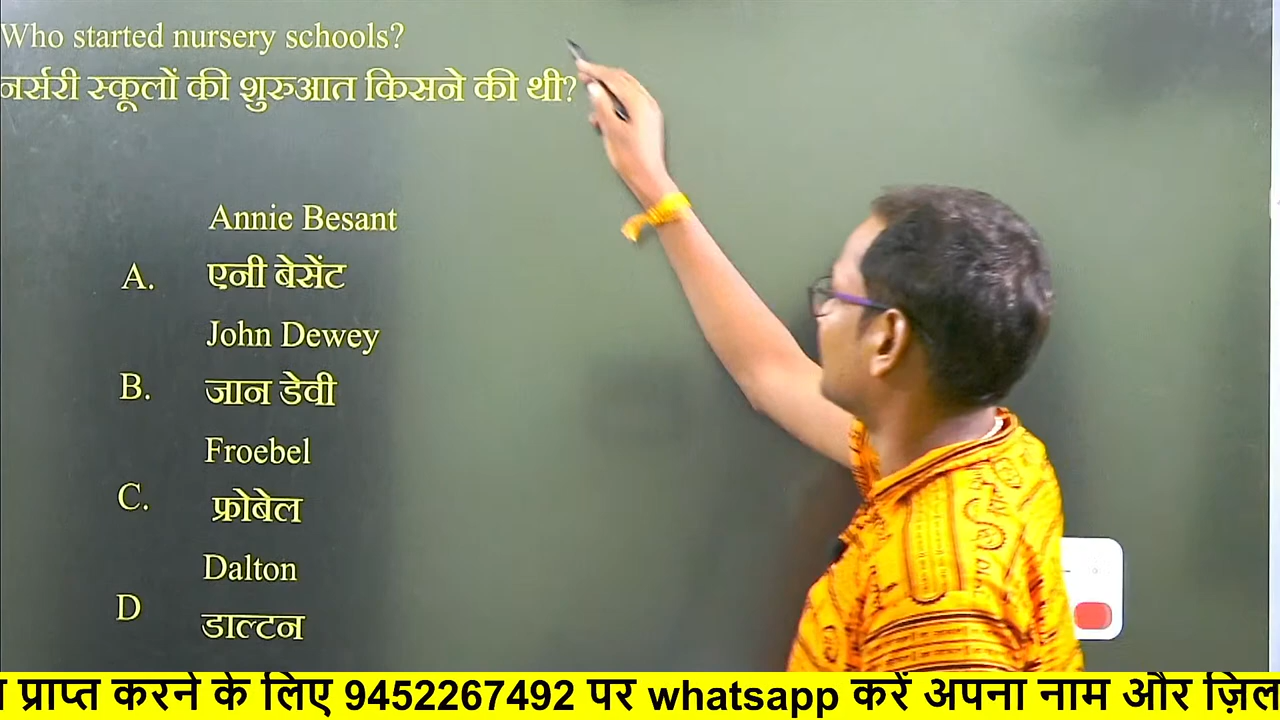 Who started nursery schools?
नर्सरी स्कूलों की शुरुआत किसने की थी?
Annie Besant
A. एनी बेसेंट
John Dewey
B. जान डेवी
Froebel
C. फ्रोबेल
Dalton
D डाल्टन
प्राप्त करने के लिए 9452267492 पर whatsapp करें अपना नाम और ज़िल